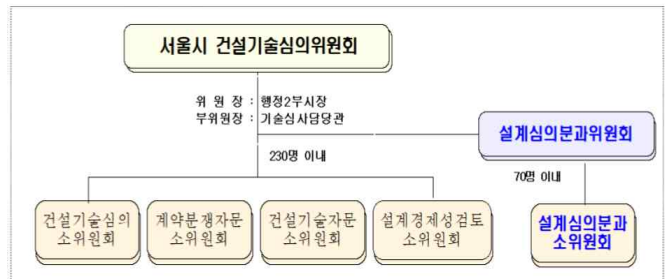 서울시 건설기술심의위원회
위 원 장 : 행정2부시장
부위원장 : 기술심사담당관
설계심의분과위원회
230명 이내
70명 이내
건설기술심의
소위원회
계약분쟁자문
소위원회
건설기술자문
소위원회
설계경제성검토
소위원회
설계심의분과
소위원회